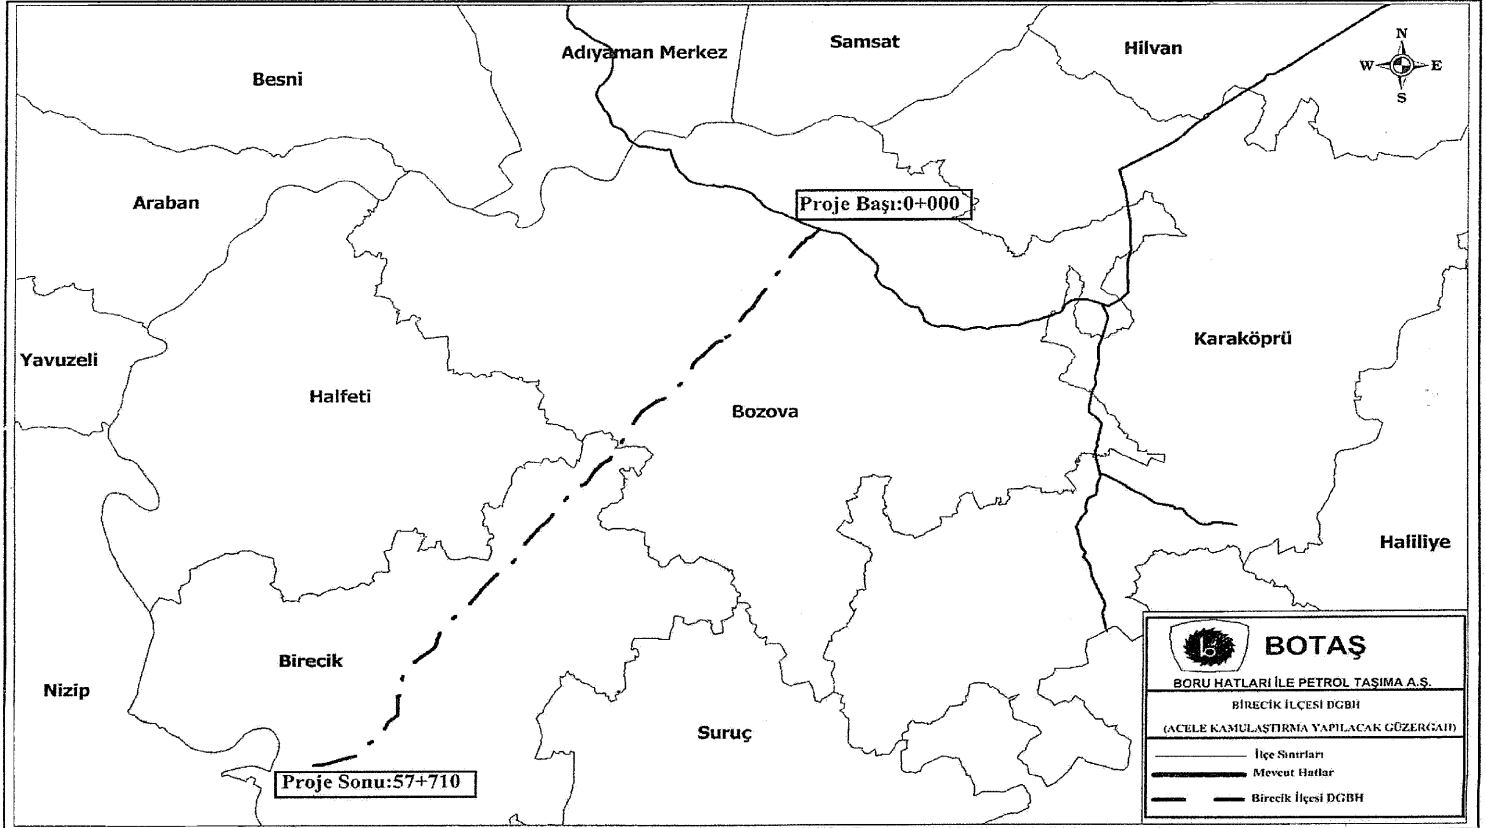 Samsat
Hilvan
Adıyaman Merkez
Besni
N
W E
S
Araban
Proje Başı:0+000
Karaköprü
Yavuzeli
Halfeti
Bozova
Haliliye
Birecik
Nizip
Suruç
Proje Sonu:57+710
BOTAŞ
BORU HATLARI İLE PETROL TAŞIMA A.Ş.
BİRECİK İLÇESİ DGBH
(ACELE KAMULAŞTIRMA YAPILACAK GÜZERGAH)
İlçe Sınırları
Mevcut Hatlar
Birecik İlçesi DGBH